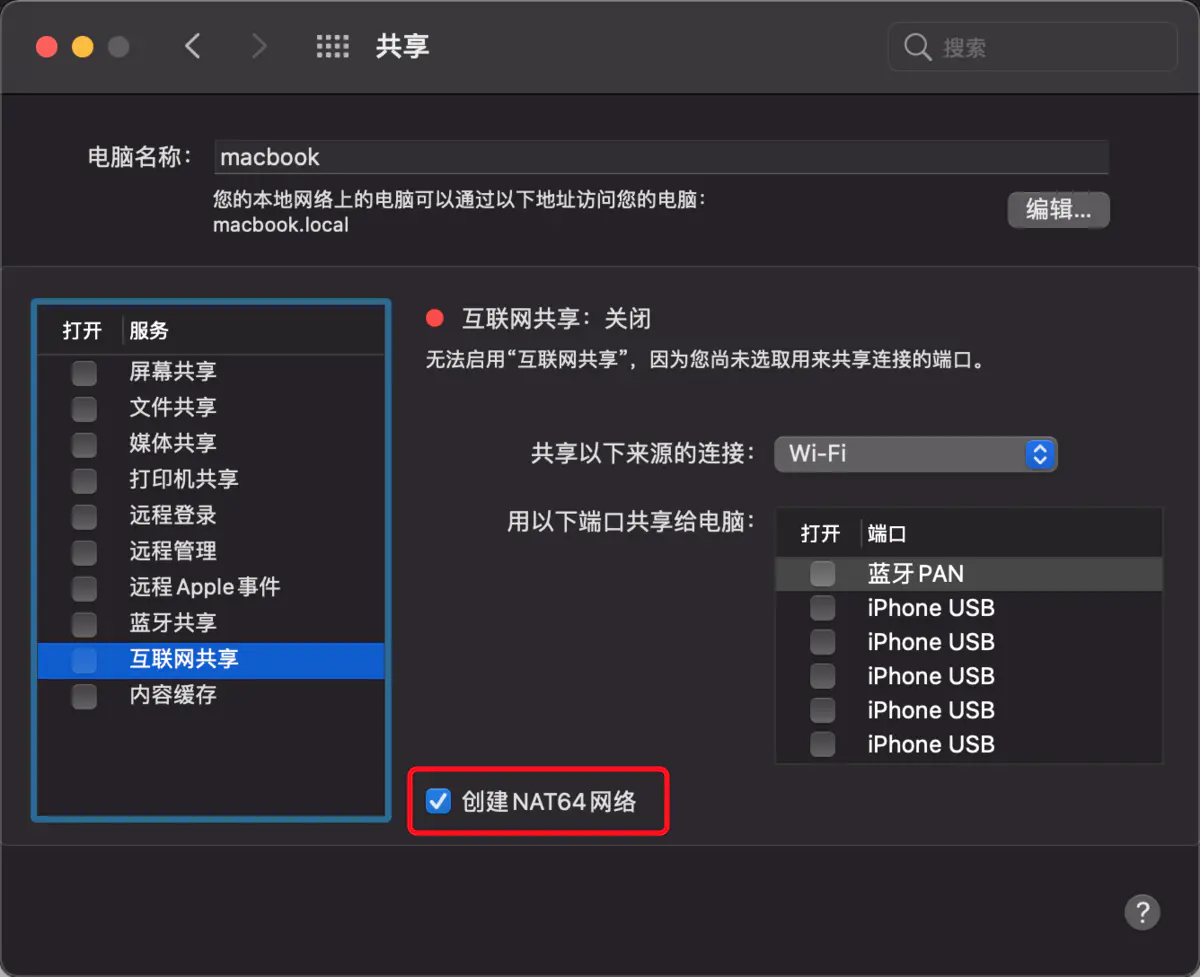 共享
搜索
电脑名称：
macbook
您的本地网络上的电脑可以通过以下地址访问您的电脑：
macbook.local
编辑...
打开 服务
屏幕共享
文件共享
媒体共享
打印机共享
远程登录
远程管理
远程Apple事件
蓝牙共享
互联网共享
内容缓存
互联网共享：关闭
无法启用“互联网共享”，因为您尚未选取用来共享连接的端口。
共享以下来源的连接：
Wi-Fi
用以下端口共享给电脑：
打开 端口
蓝牙PAN
iPhone USB
iPhone USB
iPhone USB
iPhone USB
iPhone USB
创建NAT64网络
?